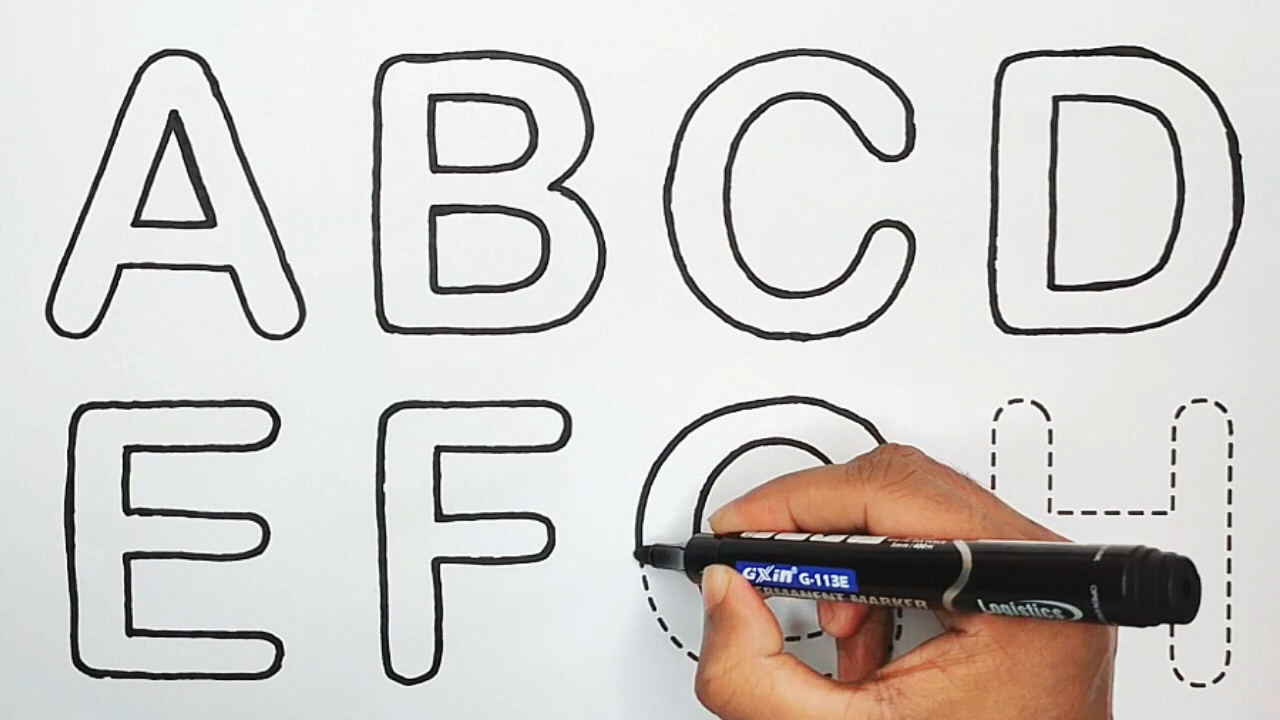 A B C D
E F G H
GXin® G-113E
PERMANENT MARKER
Logistics